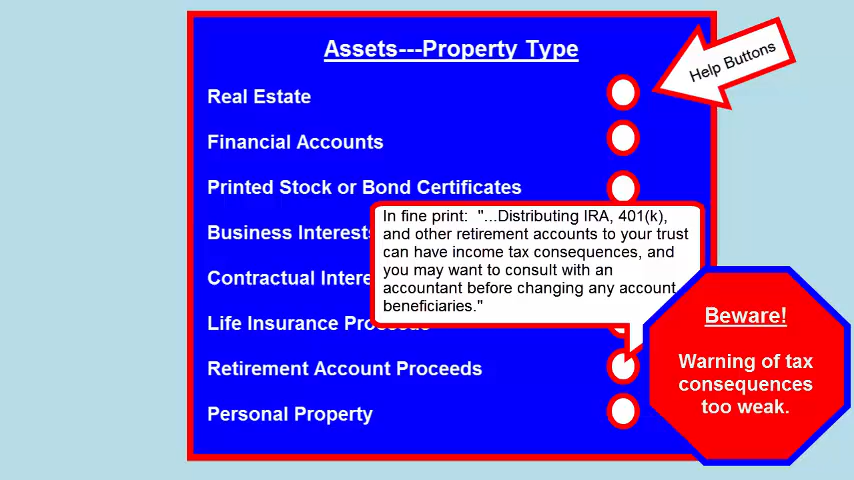 Assets---Property Type
Help Buttons
Real Estate
Financial Accounts
Printed Stock or Bond Certificates
In fine print:  "...Distributing IRA, 401(k),
and other retirement accounts to your trust
can have income tax consequences, and
you may want to consult with an
accountant before changing any account
beneficiaries."
Business Interests
Contractual Intere
Life Insurance Proceeds
Beware!
Warning of tax
consequences
too weak.
Retirement Account Proceeds
Personal Property